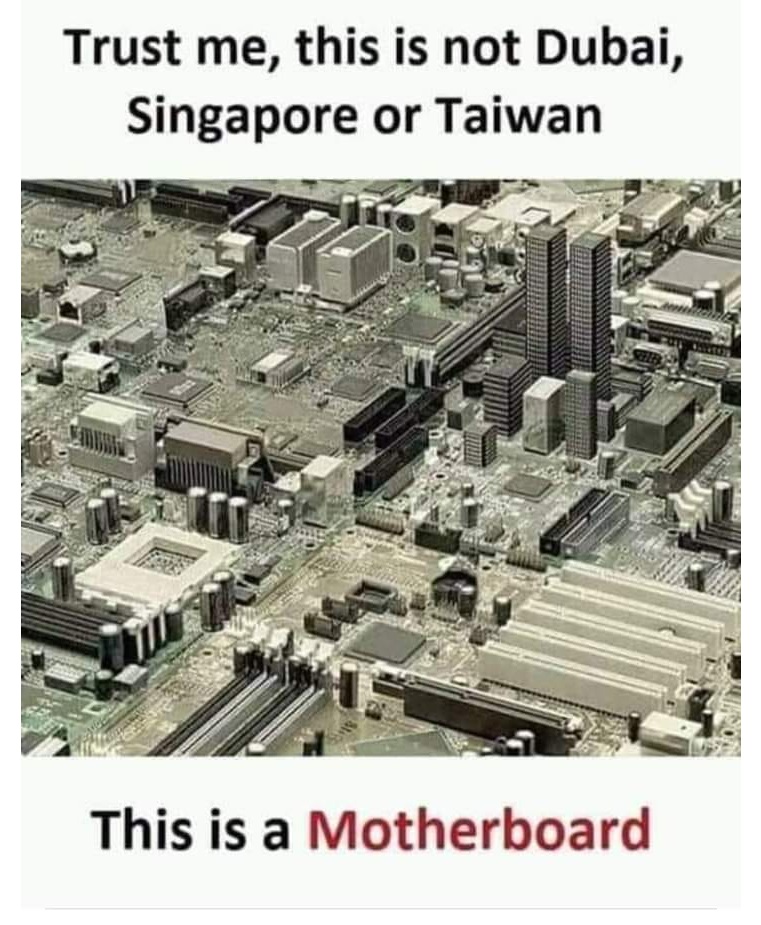 Trust me, this is not Dubai,
Singapore or Taiwan
This is a Motherboard